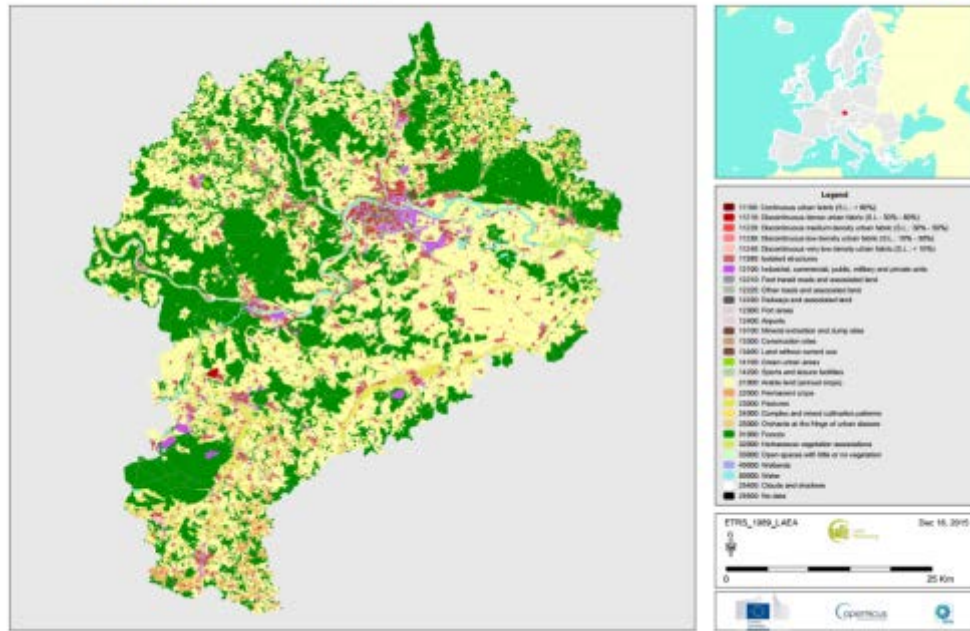 Legend
11100: Continuous urban fabric (S.L.: > 80%)
11210: Discontinuous dense urban fabric (S.L.: 50% - 80%)
11220: Discontinuous medium density urban fabric (S.L.: 30% - 50%)
11230: Discontinuous low density urban fabric (S.L.: 10% - 30%)
11240: Discontinuous very low density urban fabric (S.L.: < 10%)
11300: Isolated structures
12100: Industrial, commercial, public, military and private units
12210: Fast transit roads and associated land
12220: Other roads and associated land
12230: Railways and associated land
12300: Port areas
12400: Airports
13100: Mineral extraction and dump sites
13300: Construction sites
13400: Land without current use
14100: Green urban areas
14200: Sports and leisure facilities
21000: Arable land (annual crops)
22000: Permanent crops
23000: Pastures
24000: Complex and mixed cultivation patterns
25000: Orchards at the fringe of urban classes
31000: Forests
32000: Herbaceous vegetation associations
33000: Open spaces with little or no vegetation
40000: Wetlands
50000: Water
Clouds and shadows
No data
ETRS_1989_LAEA
Dec 16, 2015
0
25 Km
Copernicus